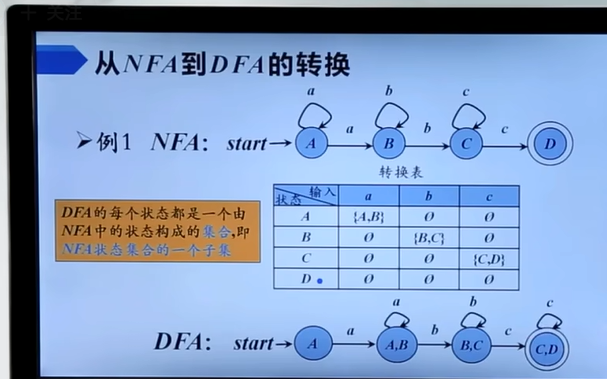 十 关注
从NFA到DFA的转换
a b c
➢例1 NFA: start A a B b C c D
转换表
输入 状态 a b c
A {A,B} Ø Ø
B Ø {B,C} Ø
C Ø Ø {C,D}
D Ø Ø Ø
DFA的每个状态都是一个由
NFA中的状态构成的集合,即
NFA状态集合的一个子集
a b c
DFA: start A a A,B b B,C c C,D